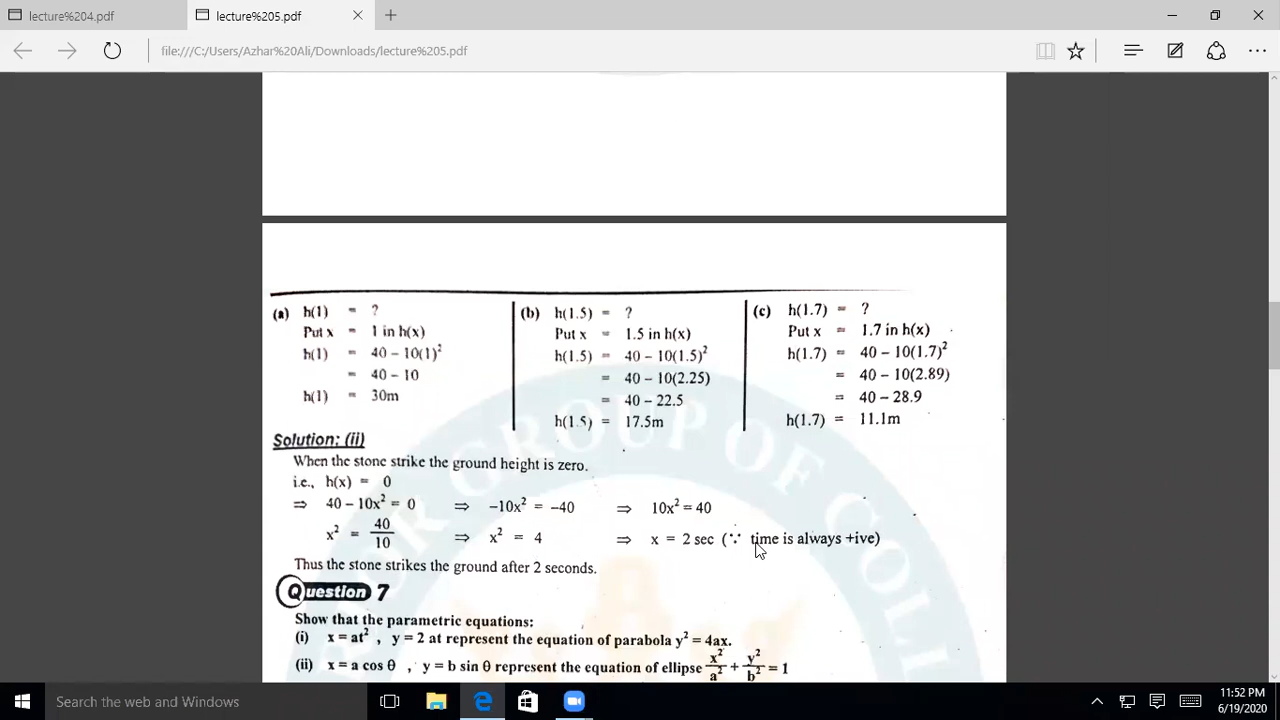 lecture%204.pdf
lecture%205.pdf
file:///C:/Users/Azhar%20Ali/Downloads/lecture%205.pdf
(a) h(1) = ?
Put x = 1 in h(x)
h(1) = 40 – 10(1)²
= 40 – 10
h(1) = 30m
(b) h(1.5) = ?
Put x = 1.5 in h(x)
h(1.5) = 40 – 10(1.5)²
= 40 – 10(2.25)
= 40 – 22.5
h(1.5) = 17.5m
(c) h(1.7) = ?
Put x = 1.7 in h(x)
h(1.7) = 40 – 10(1.7)²
= 40 – 10(2.89)
= 40 – 28.9
h(1.7) = 11.1m
Solution: (ii)
When the stone strike the ground height is zero.
i.e., h(x) = 0
⇒ 40 – 10x² = 0 ⇒ –10x² = –40 ⇒ 10x² = 40
x² = 40/10 ⇒ x² = 4 ⇒ x = 2 sec (∵ time is always +ive)
Thus the stone strikes the ground after 2 seconds.
Question 7
Show that the parametric equations:
(i) x = at² , y = 2 at represent the equation of parabola y² = 4ax.
(ii) x = a cos θ , y = b sin θ represent the equation of ellipse x²/a² + y²/b² = 1
GROUP OF COLL
Search the web and Windows
11:52 PM
6/19/2020